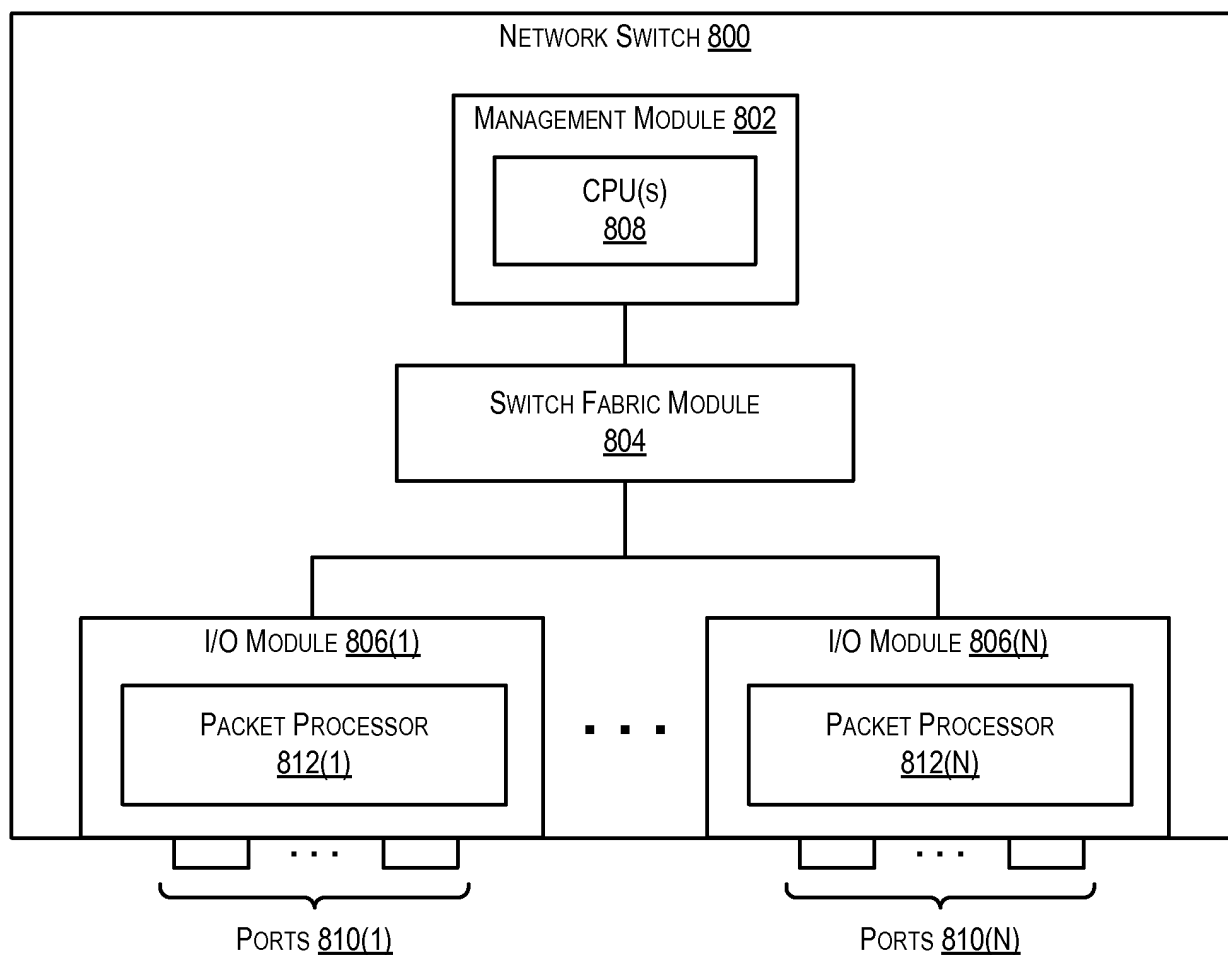 NETWORK SWITCH 800
MANAGEMENT MODULE 802
CPU(S)
808
SWITCH FABRIC MODULE
804
I/O MODULE 806(1)
PACKET PROCESSOR
812(1)
. . .
I/O MODULE 806(N)
PACKET PROCESSOR
812(N)
. . .
. . .
PORTS 810(1)
PORTS 810(N)